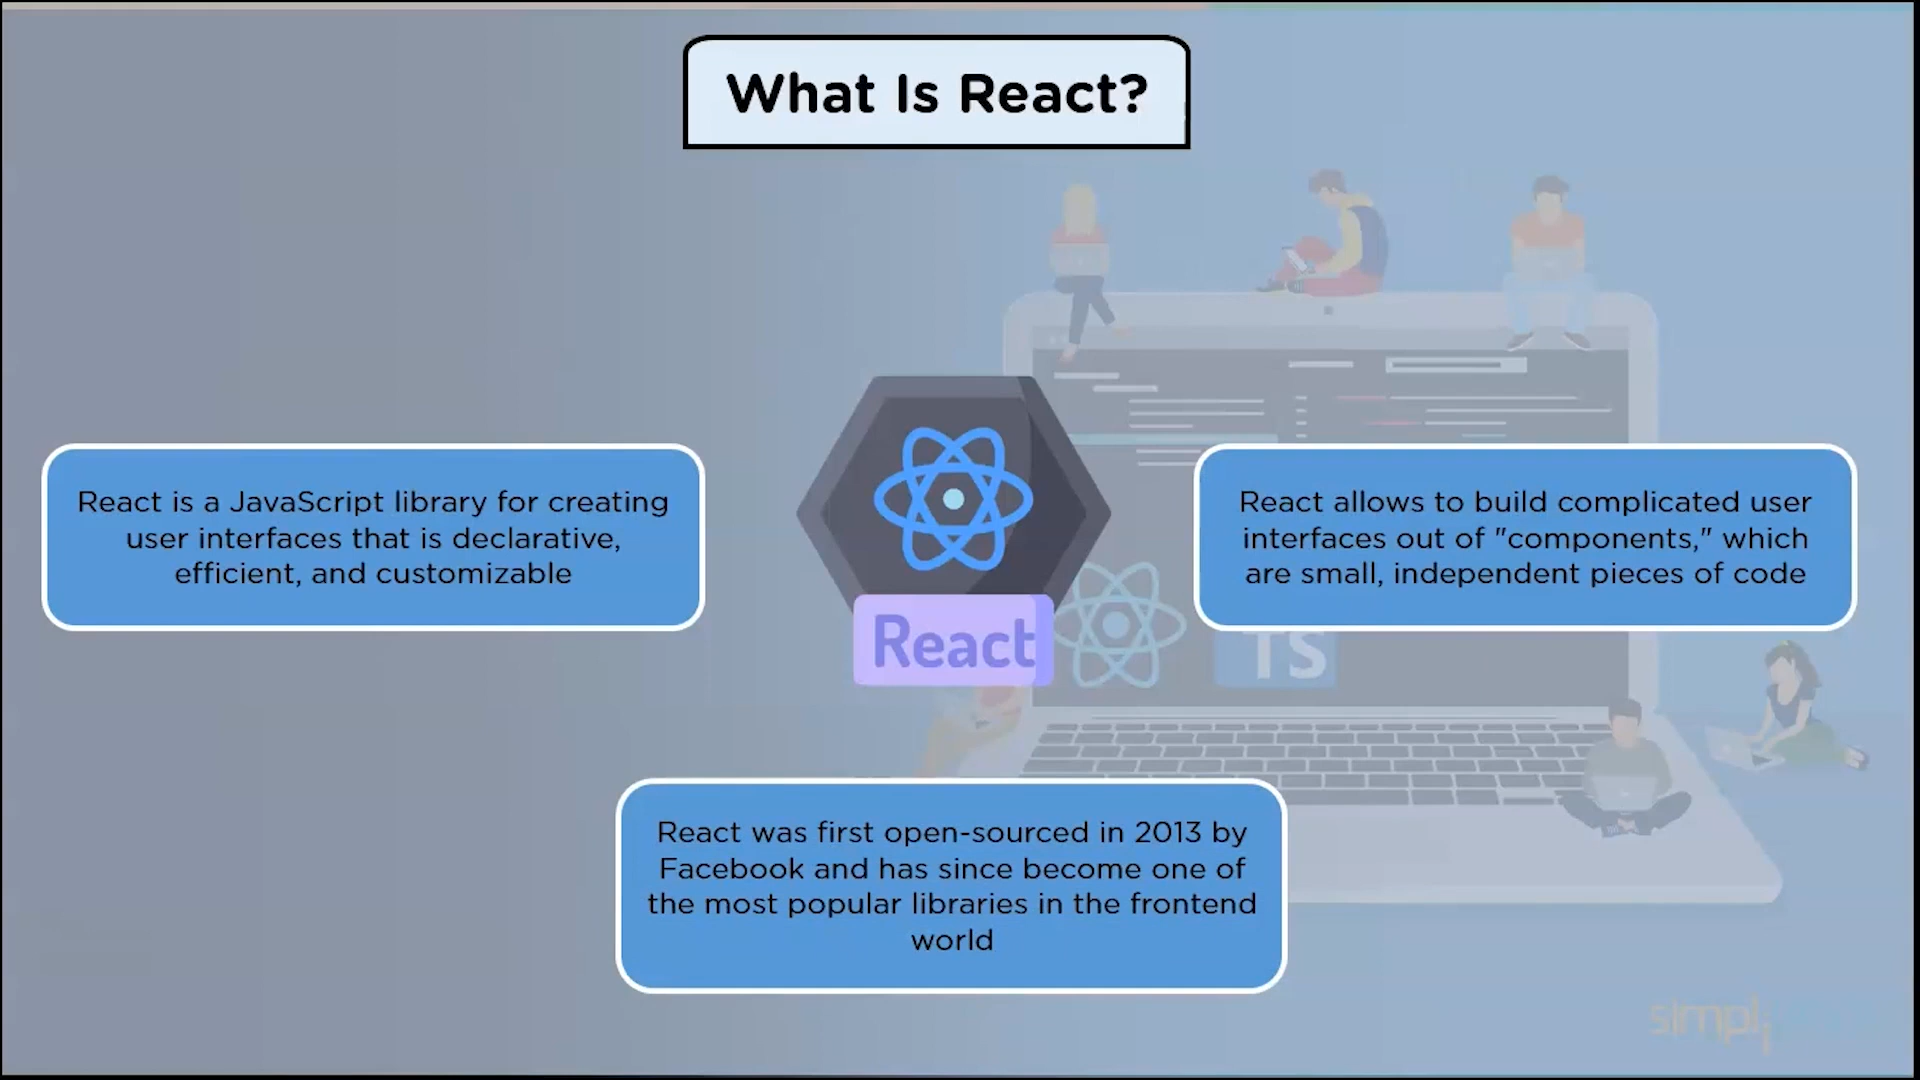 What Is React?
React is a JavaScript library for creating
user interfaces that is declarative,
efficient, and customizable
React
React allows to build complicated user
interfaces out of "components," which
are small, independent pieces of code
TS
React was first open-sourced in 2013 by
Facebook and has since become one of
the most popular libraries in the frontend
world
simpl